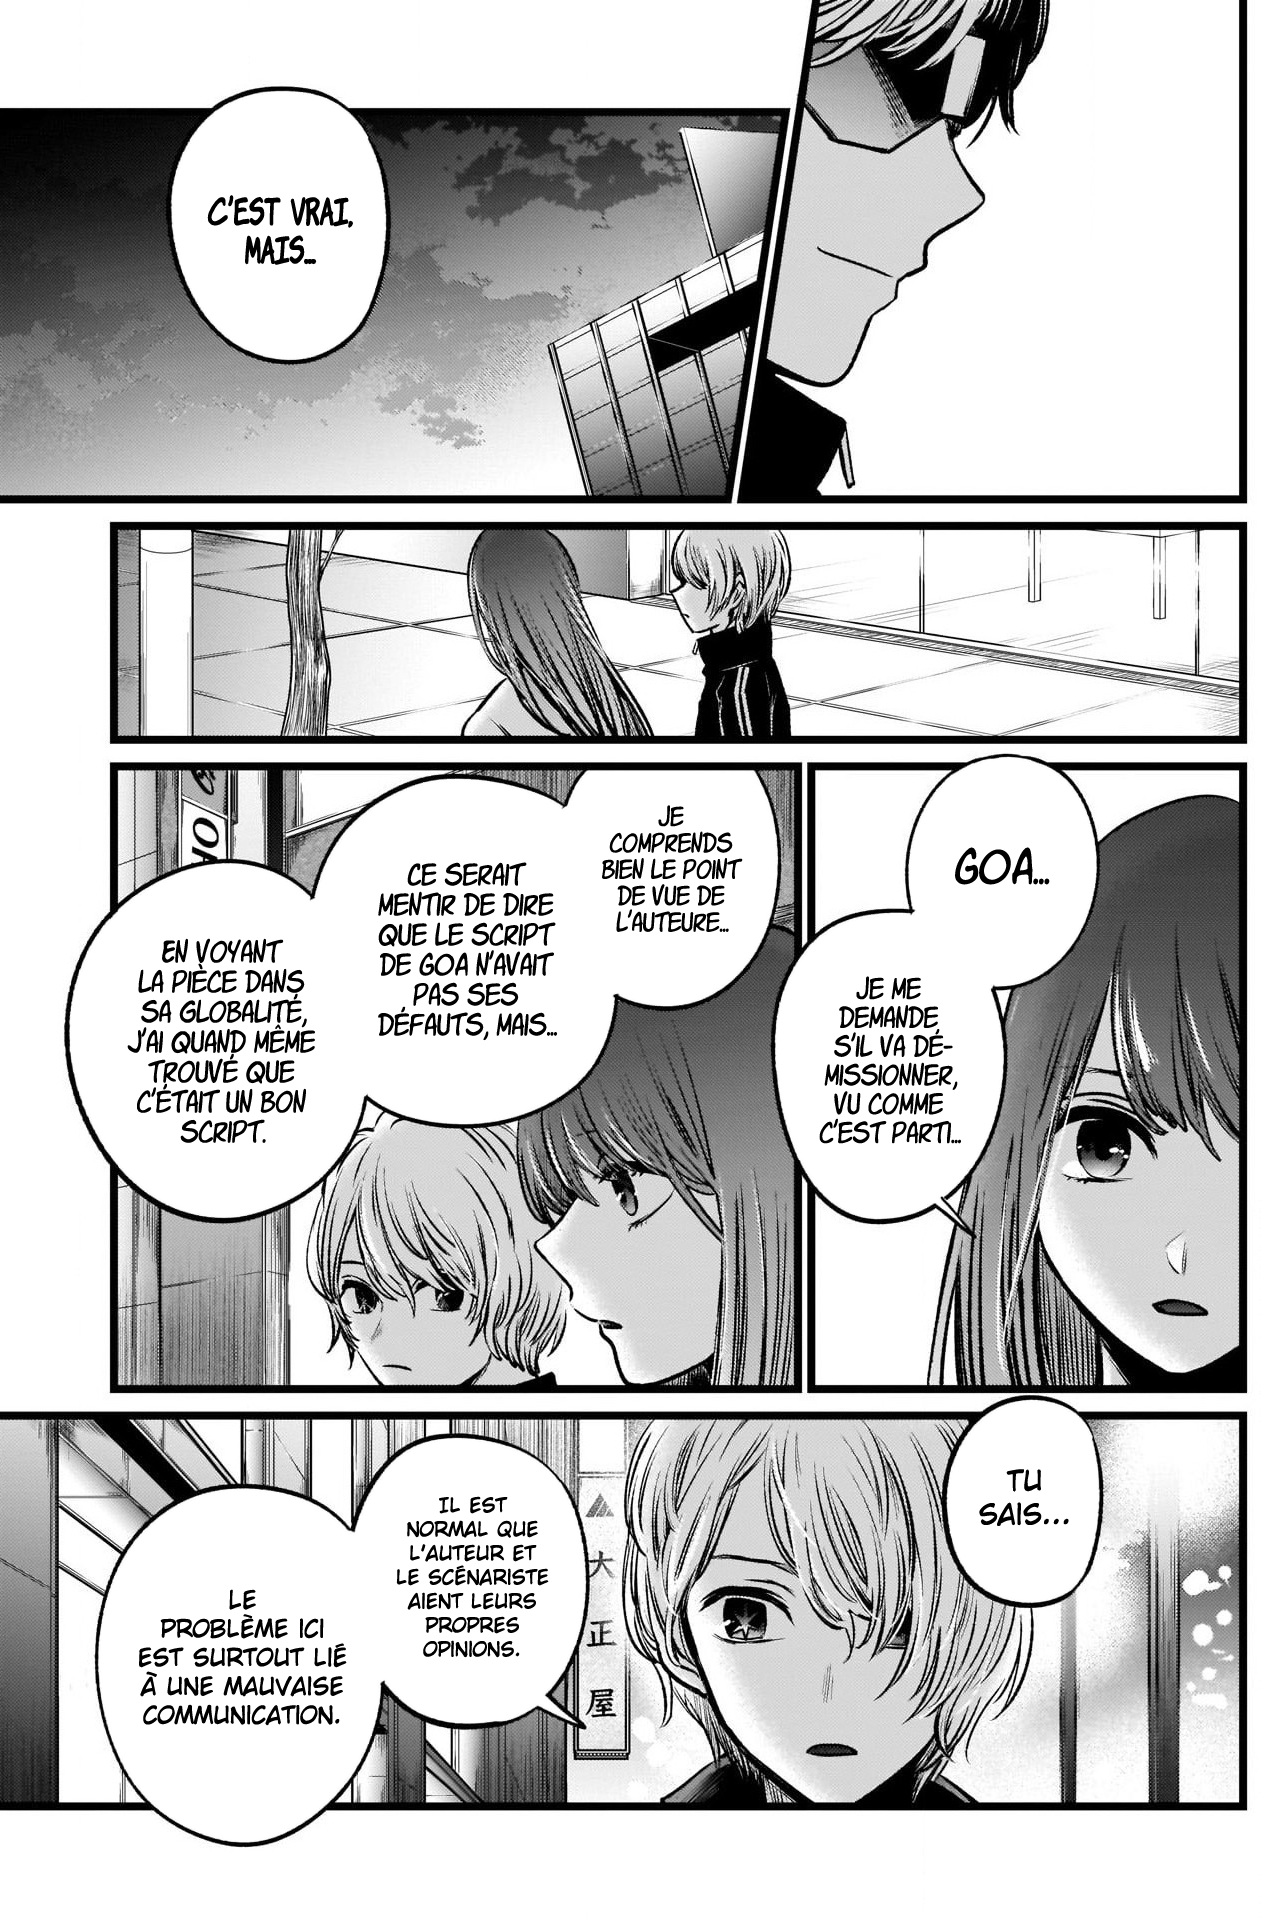 C'EST VRAI,
MAIS...
GOA...
JE ME
DEMANDE
S'IL VA DÉ-
MISSIONNER,
VU COMME
C'EST PARTI...
JE
COMPRENDS
BIEN LE POINT
DE VUE DE
L'AUTEURE...
CE SERAIT
MENTIR DE DIRE
QUE LE SCRIPT
DE GOA N'AVAIT
PAS SES
DÉFAUTS, MAIS...
EN VOYANT
LA PIÈCE DANS
SA GLOBALITÉ,
J'AI QUAND MÊME
TROUVÉ QUE
C'ÉTAIT UN BON
SCRIPT.
TU
SAIS...
IL EST
NORMAL QUE
L'AUTEUR ET
LE SCÉNARISTE
AIENT LEURS
PROPRES
OPINIONS.
LE
PROBLÈME ICI
EST SURTOUT LIÉ
À UNE MAUVAISE
COMMUNICATION.
大正屋